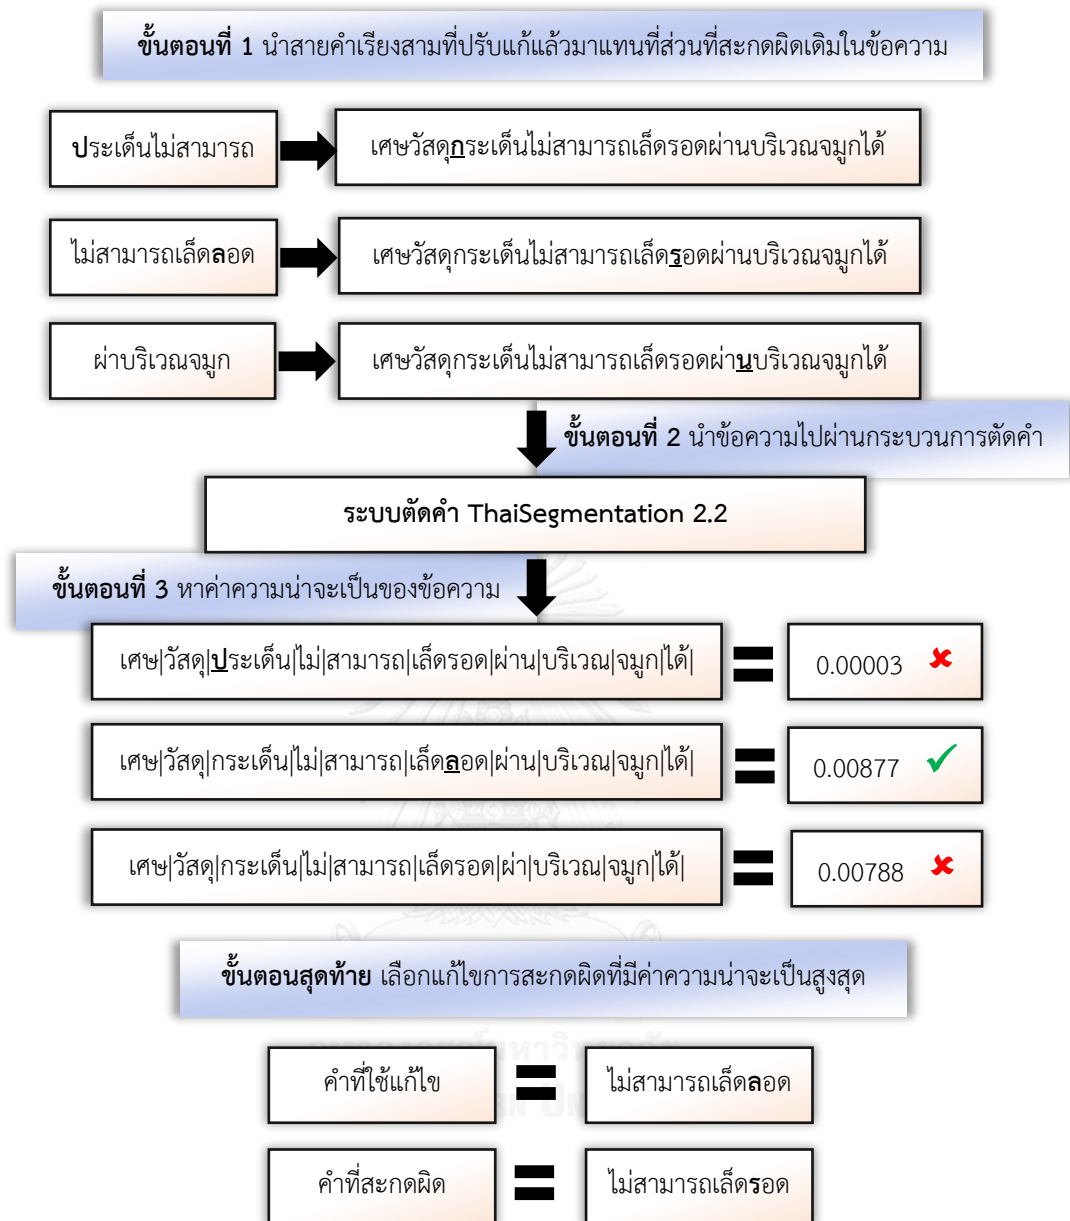 ขั้นตอนที่ 1 นำสายคำเรียงสามที่ปรับแก้แล้วมาแทนที่ส่วนที่สะกดผิดเดิมในข้อความ
ประเด็นไม่สามารถ
เศษวัสดุกระเด็นไม่สามารถเล็ดรอดผ่านบริเวณจมูกได้
ไม่สามารถเล็ดลอด
เศษวัสดุกระเด็นไม่สามารถเล็ดรอดผ่านบริเวณจมูกได้
ผ่าบริเวณจมูก
เศษวัสดุกระเด็นไม่สามารถเล็ดรอดผ่านบริเวณจมูกได้
ขั้นตอนที่ 2 นำข้อความไปผ่านกระบวนการตัดคำ
ระบบตัดคำ ThaiSegmentation 2.2
ขั้นตอนที่ 3 หาค่าความน่าจะเป็นของข้อความ
เศษ|วัสดุ|ประเด็น|ไม่|สามารถ|เล็ดรอด|ผ่าน|บริเวณ|จมูก|ได้|
0.00003
เศษ|วัสดุ|กระเด็น|ไม่|สามารถ|เล็ดลอด|ผ่าน|บริเวณ|จมูก|ได้|
0.00877
เศษ|วัสดุ|กระเด็น|ไม่|สามารถ|เล็ดรอด|ผ่า|บริเวณ|จมูก|ได้|
0.00788
ขั้นตอนสุดท้าย เลือกแก้ไขการสะกดผิดที่มีค่าความน่าจะเป็นสูงสุด
คำที่ใช้แก้ไข
ไม่สามารถเล็ดลอด
คำที่สะกดผิด
ไม่สามารถเล็ดรอด